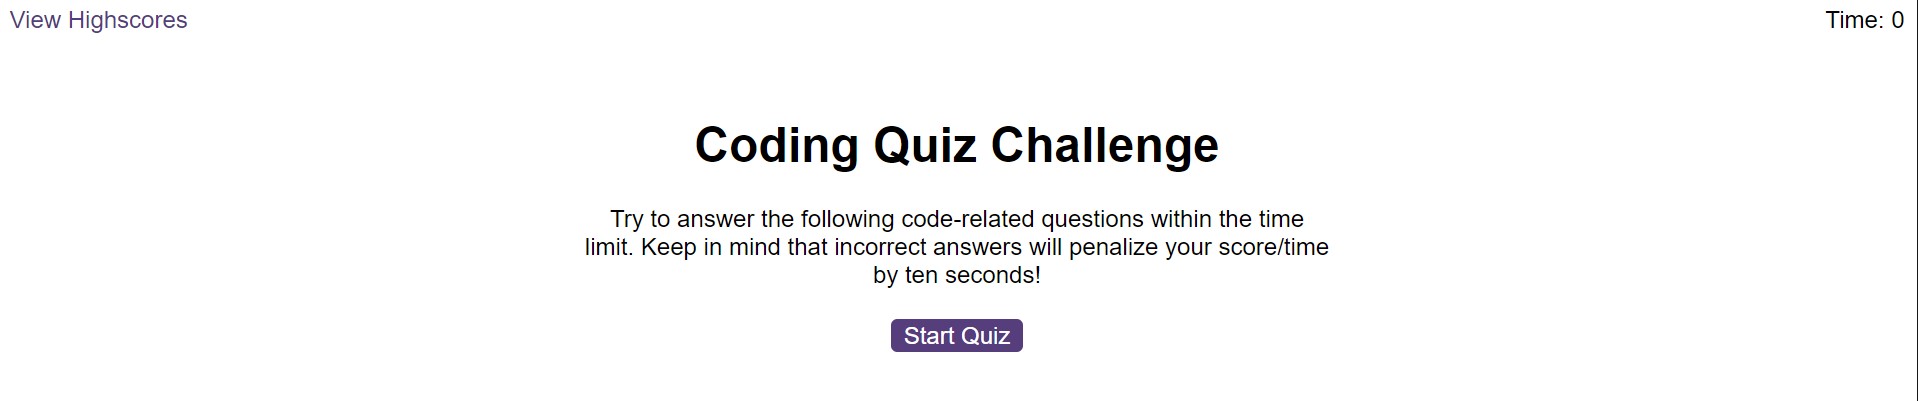 View Highscores
Time: 0
Coding Quiz Challenge
Try to answer the following code-related questions within the time
limit. Keep in mind that incorrect answers will penalize your score/time
by ten seconds!
Start Quiz